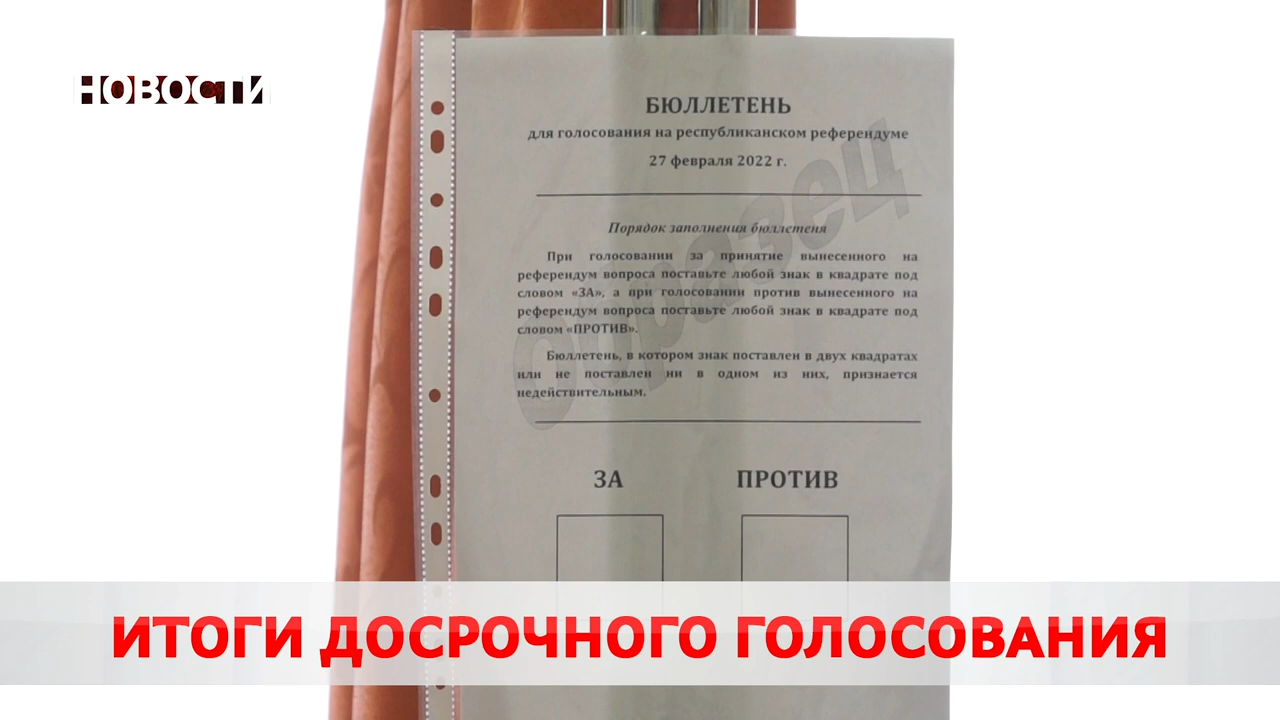 НОВОСТИ
БЮЛЛЕТЕНЬ
для голосования на республиканском референдуме
27 февраля 2022 г.
Порядок заполнения бюллетеня
При голосовании за принятие вынесенного на
референдум вопроса поставьте любой знак в квадрате под
словом «ЗА», а при голосовании против вынесенного на
референдум вопроса поставьте любой знак в квадрате под
словом «ПРОТИВ».
Бюллетень, в котором знак поставлен в двух квадратах
или не поставлен ни в одном из них, признается
недействительным.
Образец
ЗА ПРОТИВ
ИТОГИ ДОСРОЧНОГО ГОЛОСОВАНИЯ